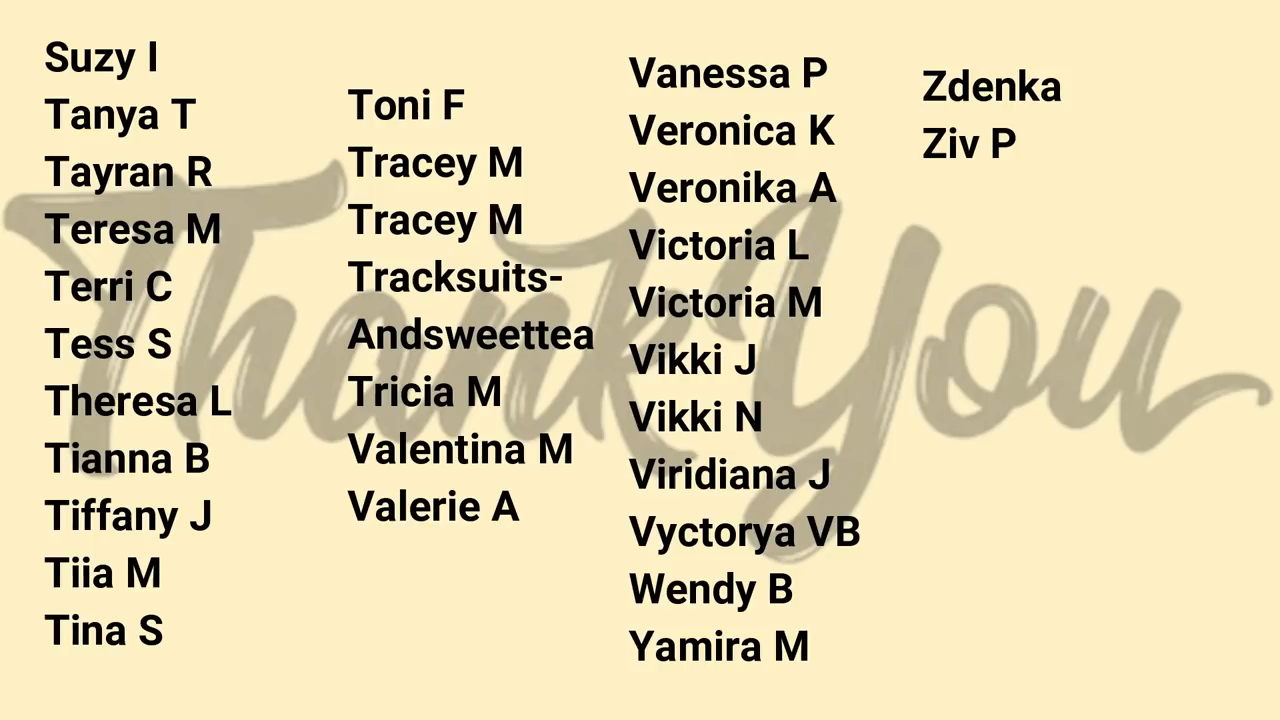 Suzy I
Tanya T
Tayran R
Teresa M
Terri C
Tess S
Theresa L
Tianna B
Tiffany J
Tiia M
Tina S
Toni F
Tracey M
Tracey M
Tracksuits-
Andsweettea
Tricia M
Valentina M
Valerie A
Vanessa P
Veronica K
Veronika A
Victoria L
Victoria M
Vikki J
Vikki N
Viridiana J
Vyctorya VB
Wendy B
Yamira M
Zdenka
Ziv P
Thank You